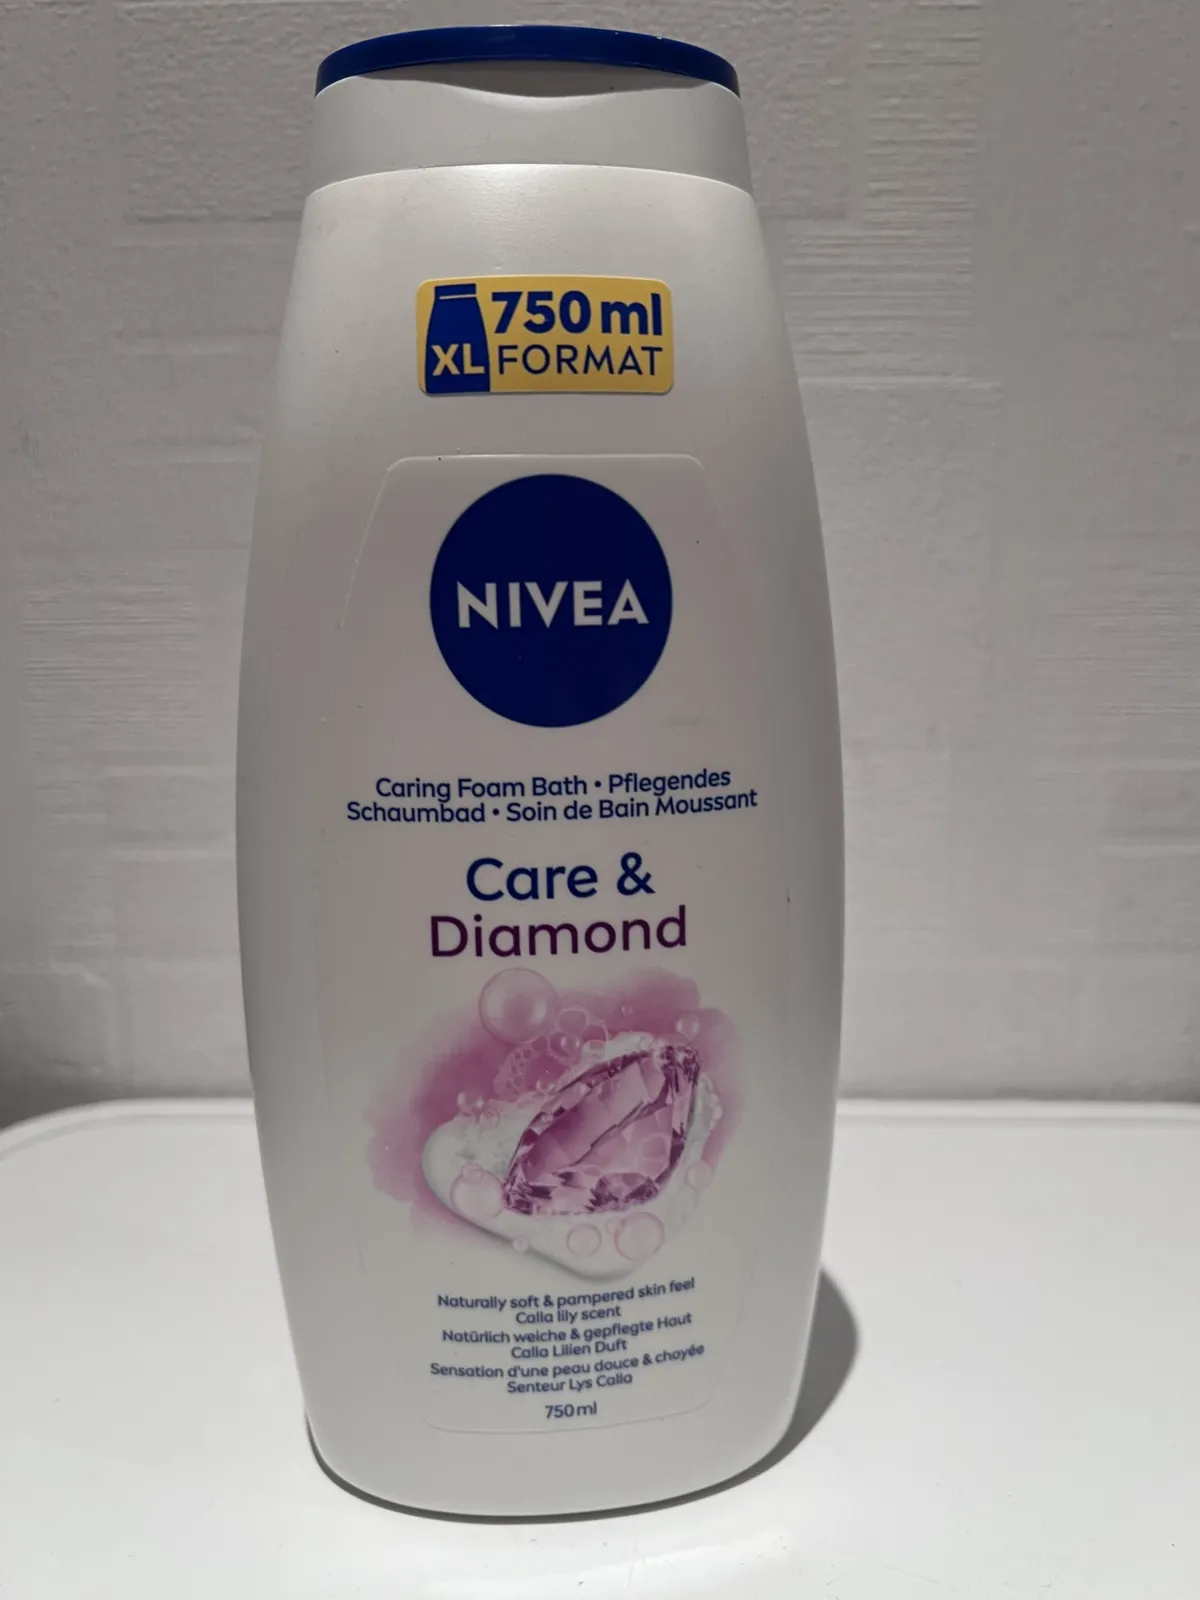 750 ml
XL FORMAT
NIVEA
Caring Foam Bath • Pflegendes
Schaumbad • Soin de Bain Moussant
Care &
Diamond
Naturally soft & pampered skin feel
Calla lily scent
Natürlich weiche & gepflegte Haut
Calla Lilien Duft
Sensation d'une peau douce & choyée
Senteur Lys Calla
750 ml